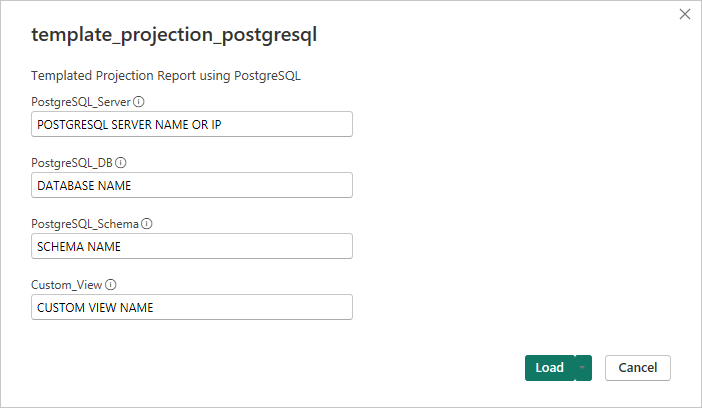 template_projection_postgresql
Templated Projection Report using PostgreSQL
PostgreSQL_Server
POSTGRESQL SERVER NAME OR IP
PostgreSQL_DB
DATABASE NAME
PostgreSQL_Schema
SCHEMA NAME
Custom_View
CUSTOM VIEW NAME
Load
Cancel